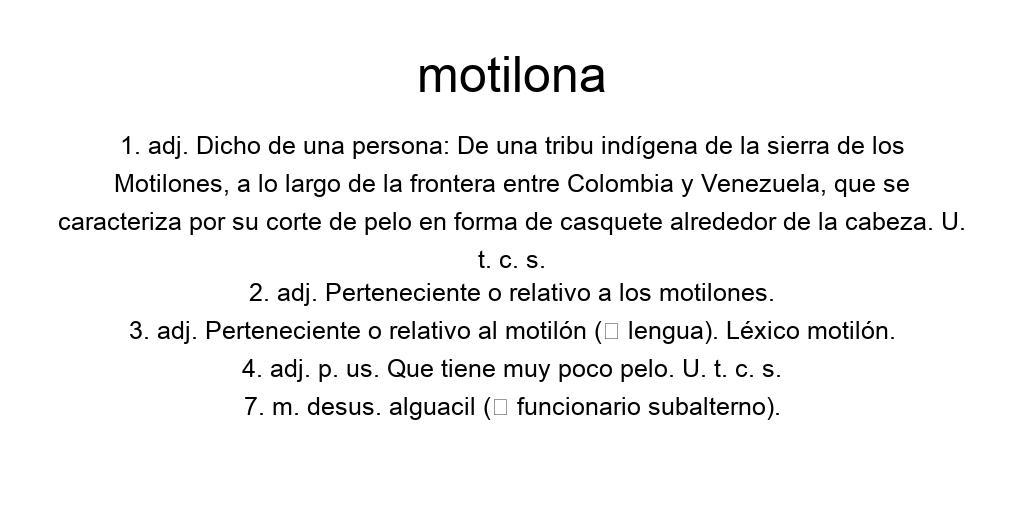 motilona
1. adj. Dicho de una persona: De una tribu indígena de la sierra de los
Motilones, a lo largo de la frontera entre Colombia y Venezuela, que se
caracteriza por su corte de pelo en forma de casquete alrededor de la cabeza. U.
t. c. s.
2. adj. Perteneciente o relativo a los motilones.
3. adj. Perteneciente o relativo al motilón (□ lengua). Léxico motilón.
4. adj. p. us. Que tiene muy poco pelo. U. t. c. s.
7. m. desus. alguacil (□ funcionario subalterno).